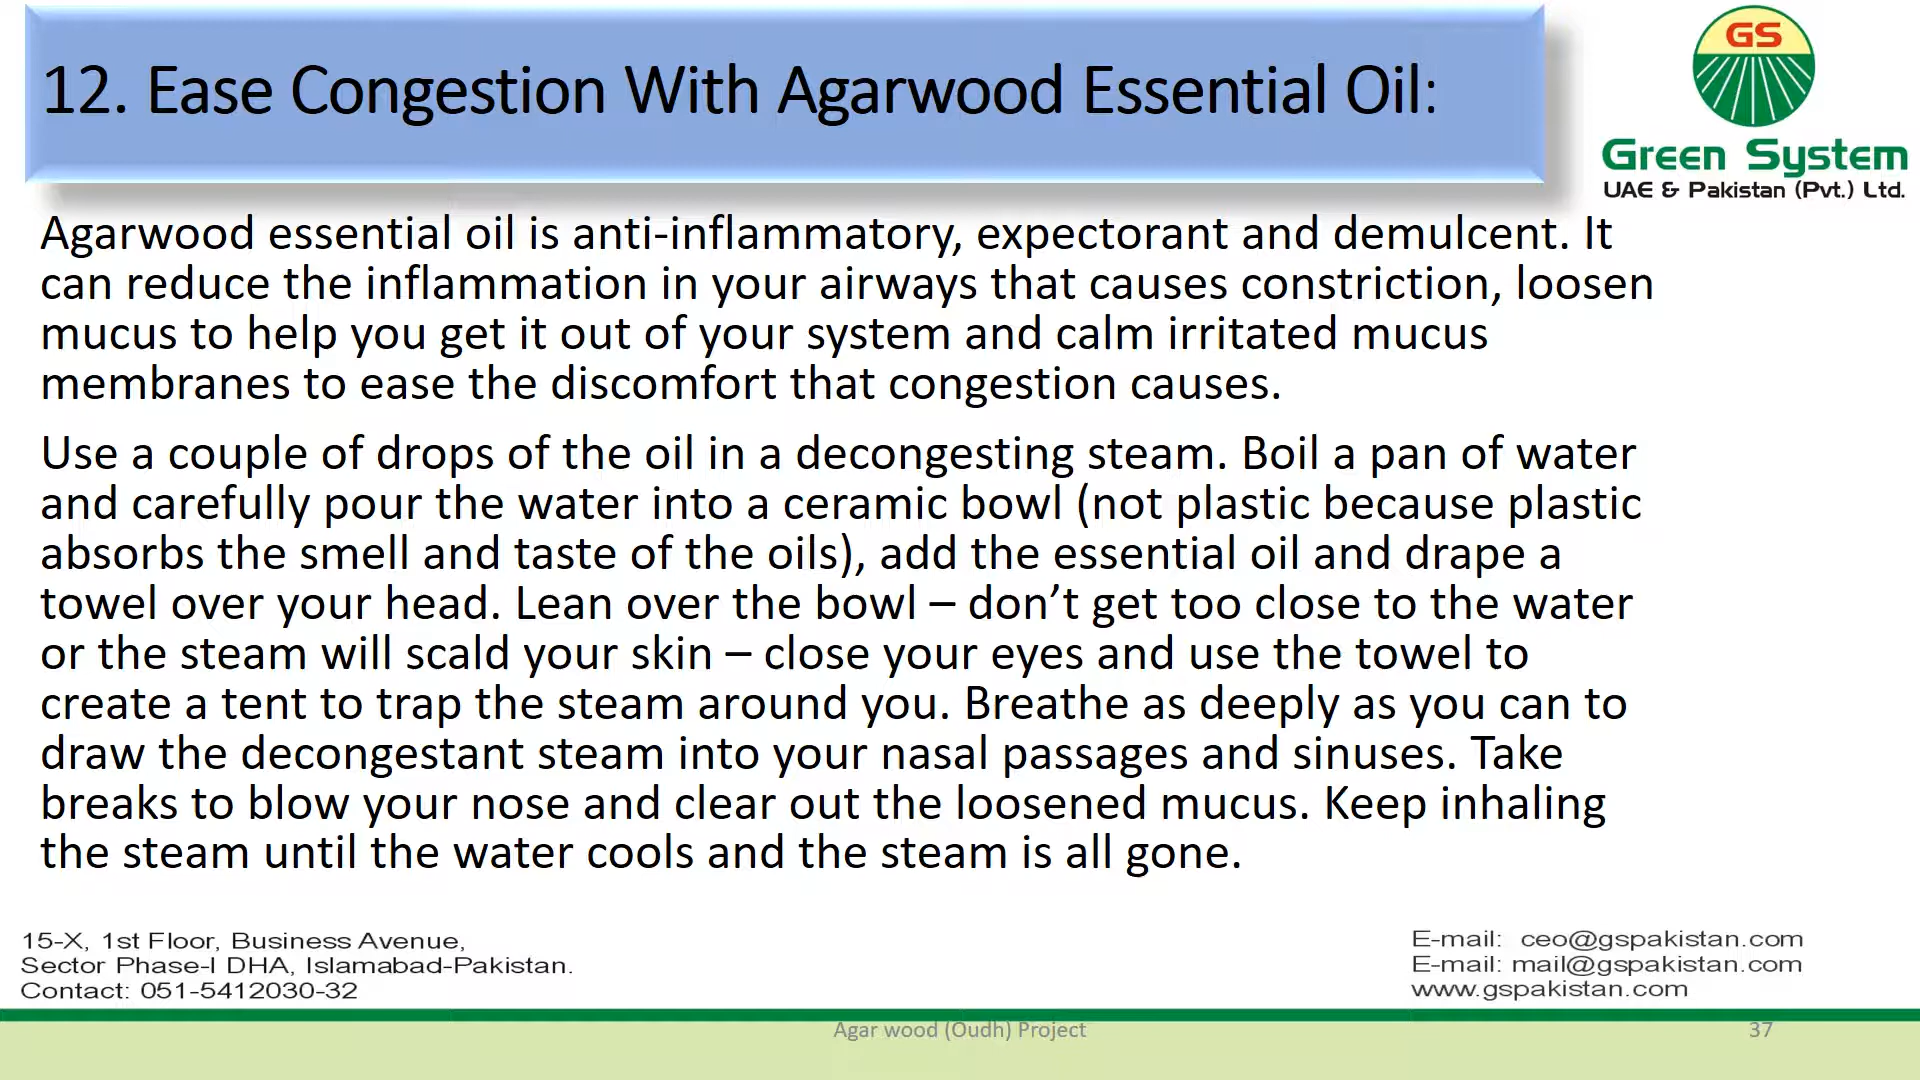 12. Ease Congestion With Agarwood Essential Oil:
GS
Green System
UAE & Pakistan (Pvt.) Ltd.
Agarwood essential oil is anti-inflammatory, expectorant and demulcent. It
can reduce the inflammation in your airways that causes constriction, loosen
mucus to help you get it out of your system and calm irritated mucus
membranes to ease the discomfort that congestion causes.
Use a couple of drops of the oil in a decongesting steam. Boil a pan of water
and carefully pour the water into a ceramic bowl (not plastic because plastic
absorbs the smell and taste of the oils), add the essential oil and drape a
towel over your head. Lean over the bowl – don’t get too close to the water
or the steam will scald your skin – close your eyes and use the towel to
create a tent to trap the steam around you. Breathe as deeply as you can to
draw the decongestant steam into your nasal passages and sinuses. Take
breaks to blow your nose and clear out the loosened mucus. Keep inhaling
the steam until the water cools and the steam is all gone.
15-X, 1st Floor, Business Avenue,
Sector Phase-I DHA, Islamabad-Pakistan.
Contact: 051-5412030-32
E-mail: ceo@gspakistan.com
E-mail: mail@gspakistan.com
www.gspakistan.com
Agar wood (Oudh) Project
37